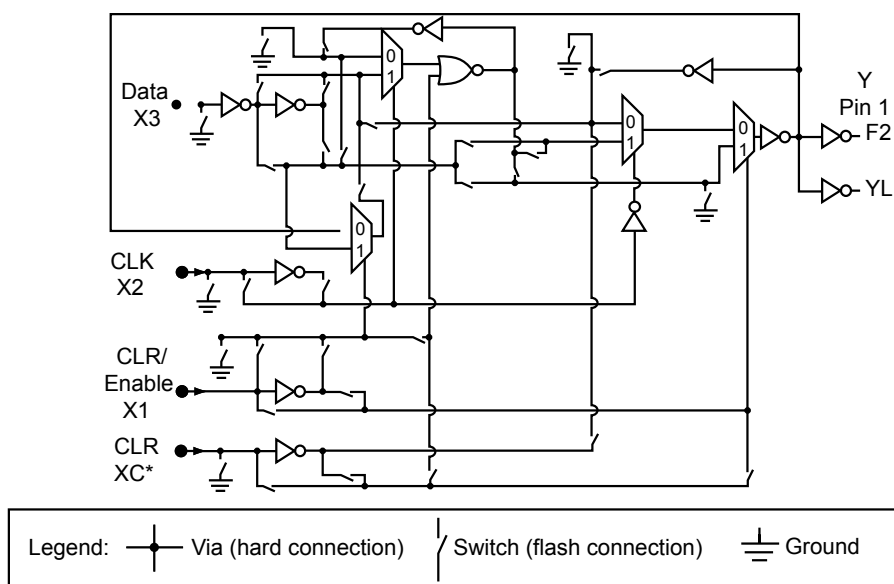 Data
X3
0
1
0
1
0
1
0
1
Y
Pin 1
F2
YL
CLK
X2
CLR/
Enable
X1
CLR
XC*
Legend: Via (hard connection) Switch (flash connection) Ground